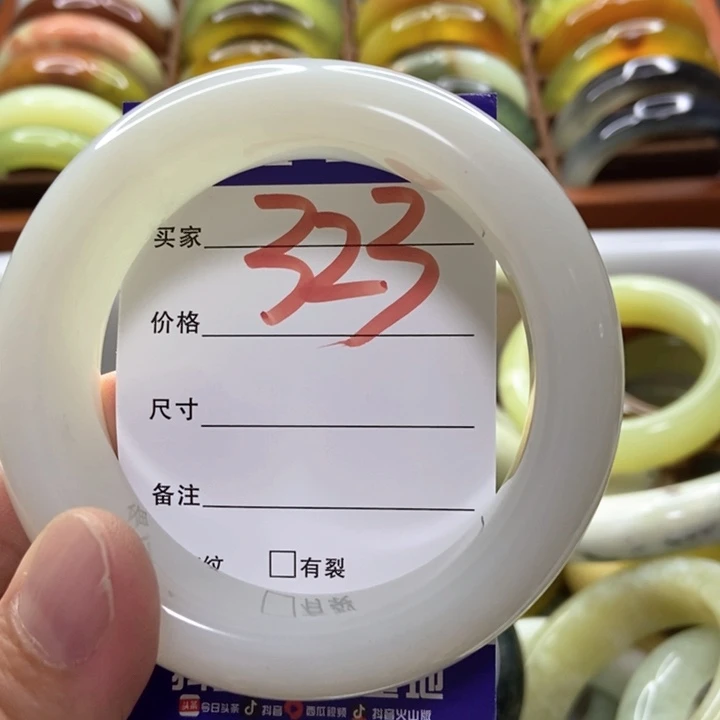 323
买家
价格
尺寸
备注
纹 □有裂
今日头条 抖音 西瓜视频 抖音火山版